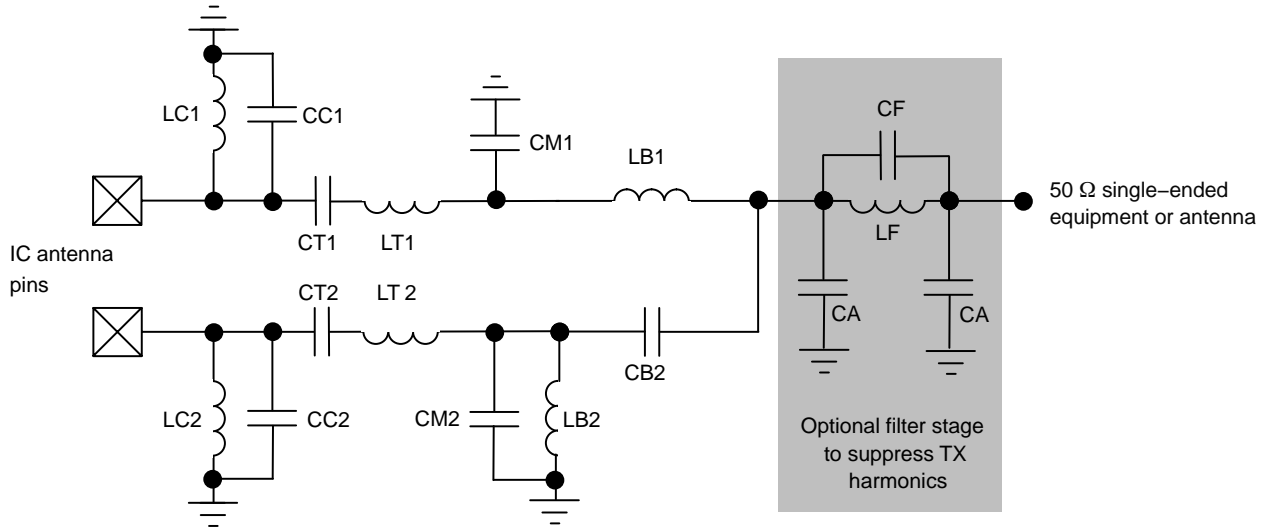 LC1
CC1
CM1
LB1
CF
LF
50 Ω single−ended
equipment or antenna
CT1
LT1
IC antenna
pins
CT2
LT 2
CA
CA
CB2
LC2
CC2
CM2
LB2
Optional filter stage
to suppress TX
harmonics